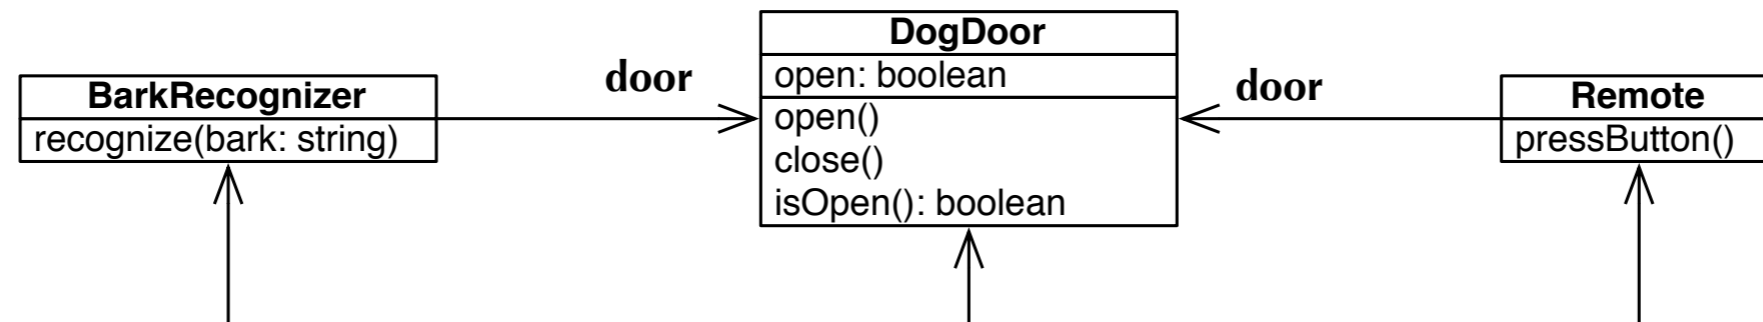 BarkRecognizer
recognize(bark: string)
door
DogDoor
open: boolean
open()
close()
isOpen(): boolean
door
Remote
pressButton()